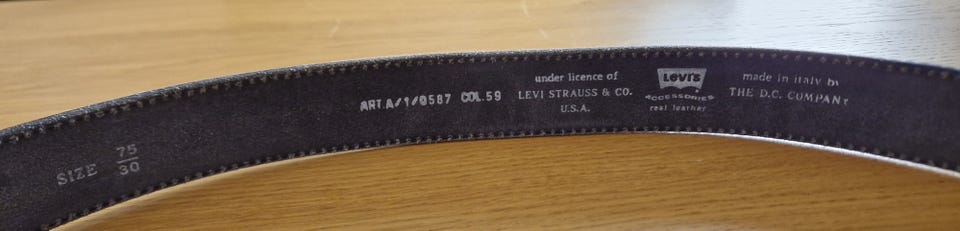 SIZE 75
30
ART.A/1/0587 COL.59
under licence of
LEVI STRAUSS & CO.
U.S.A.
Levi's
ACCESSORIES
real leather
made in italy by
THE D.C. COMPANY